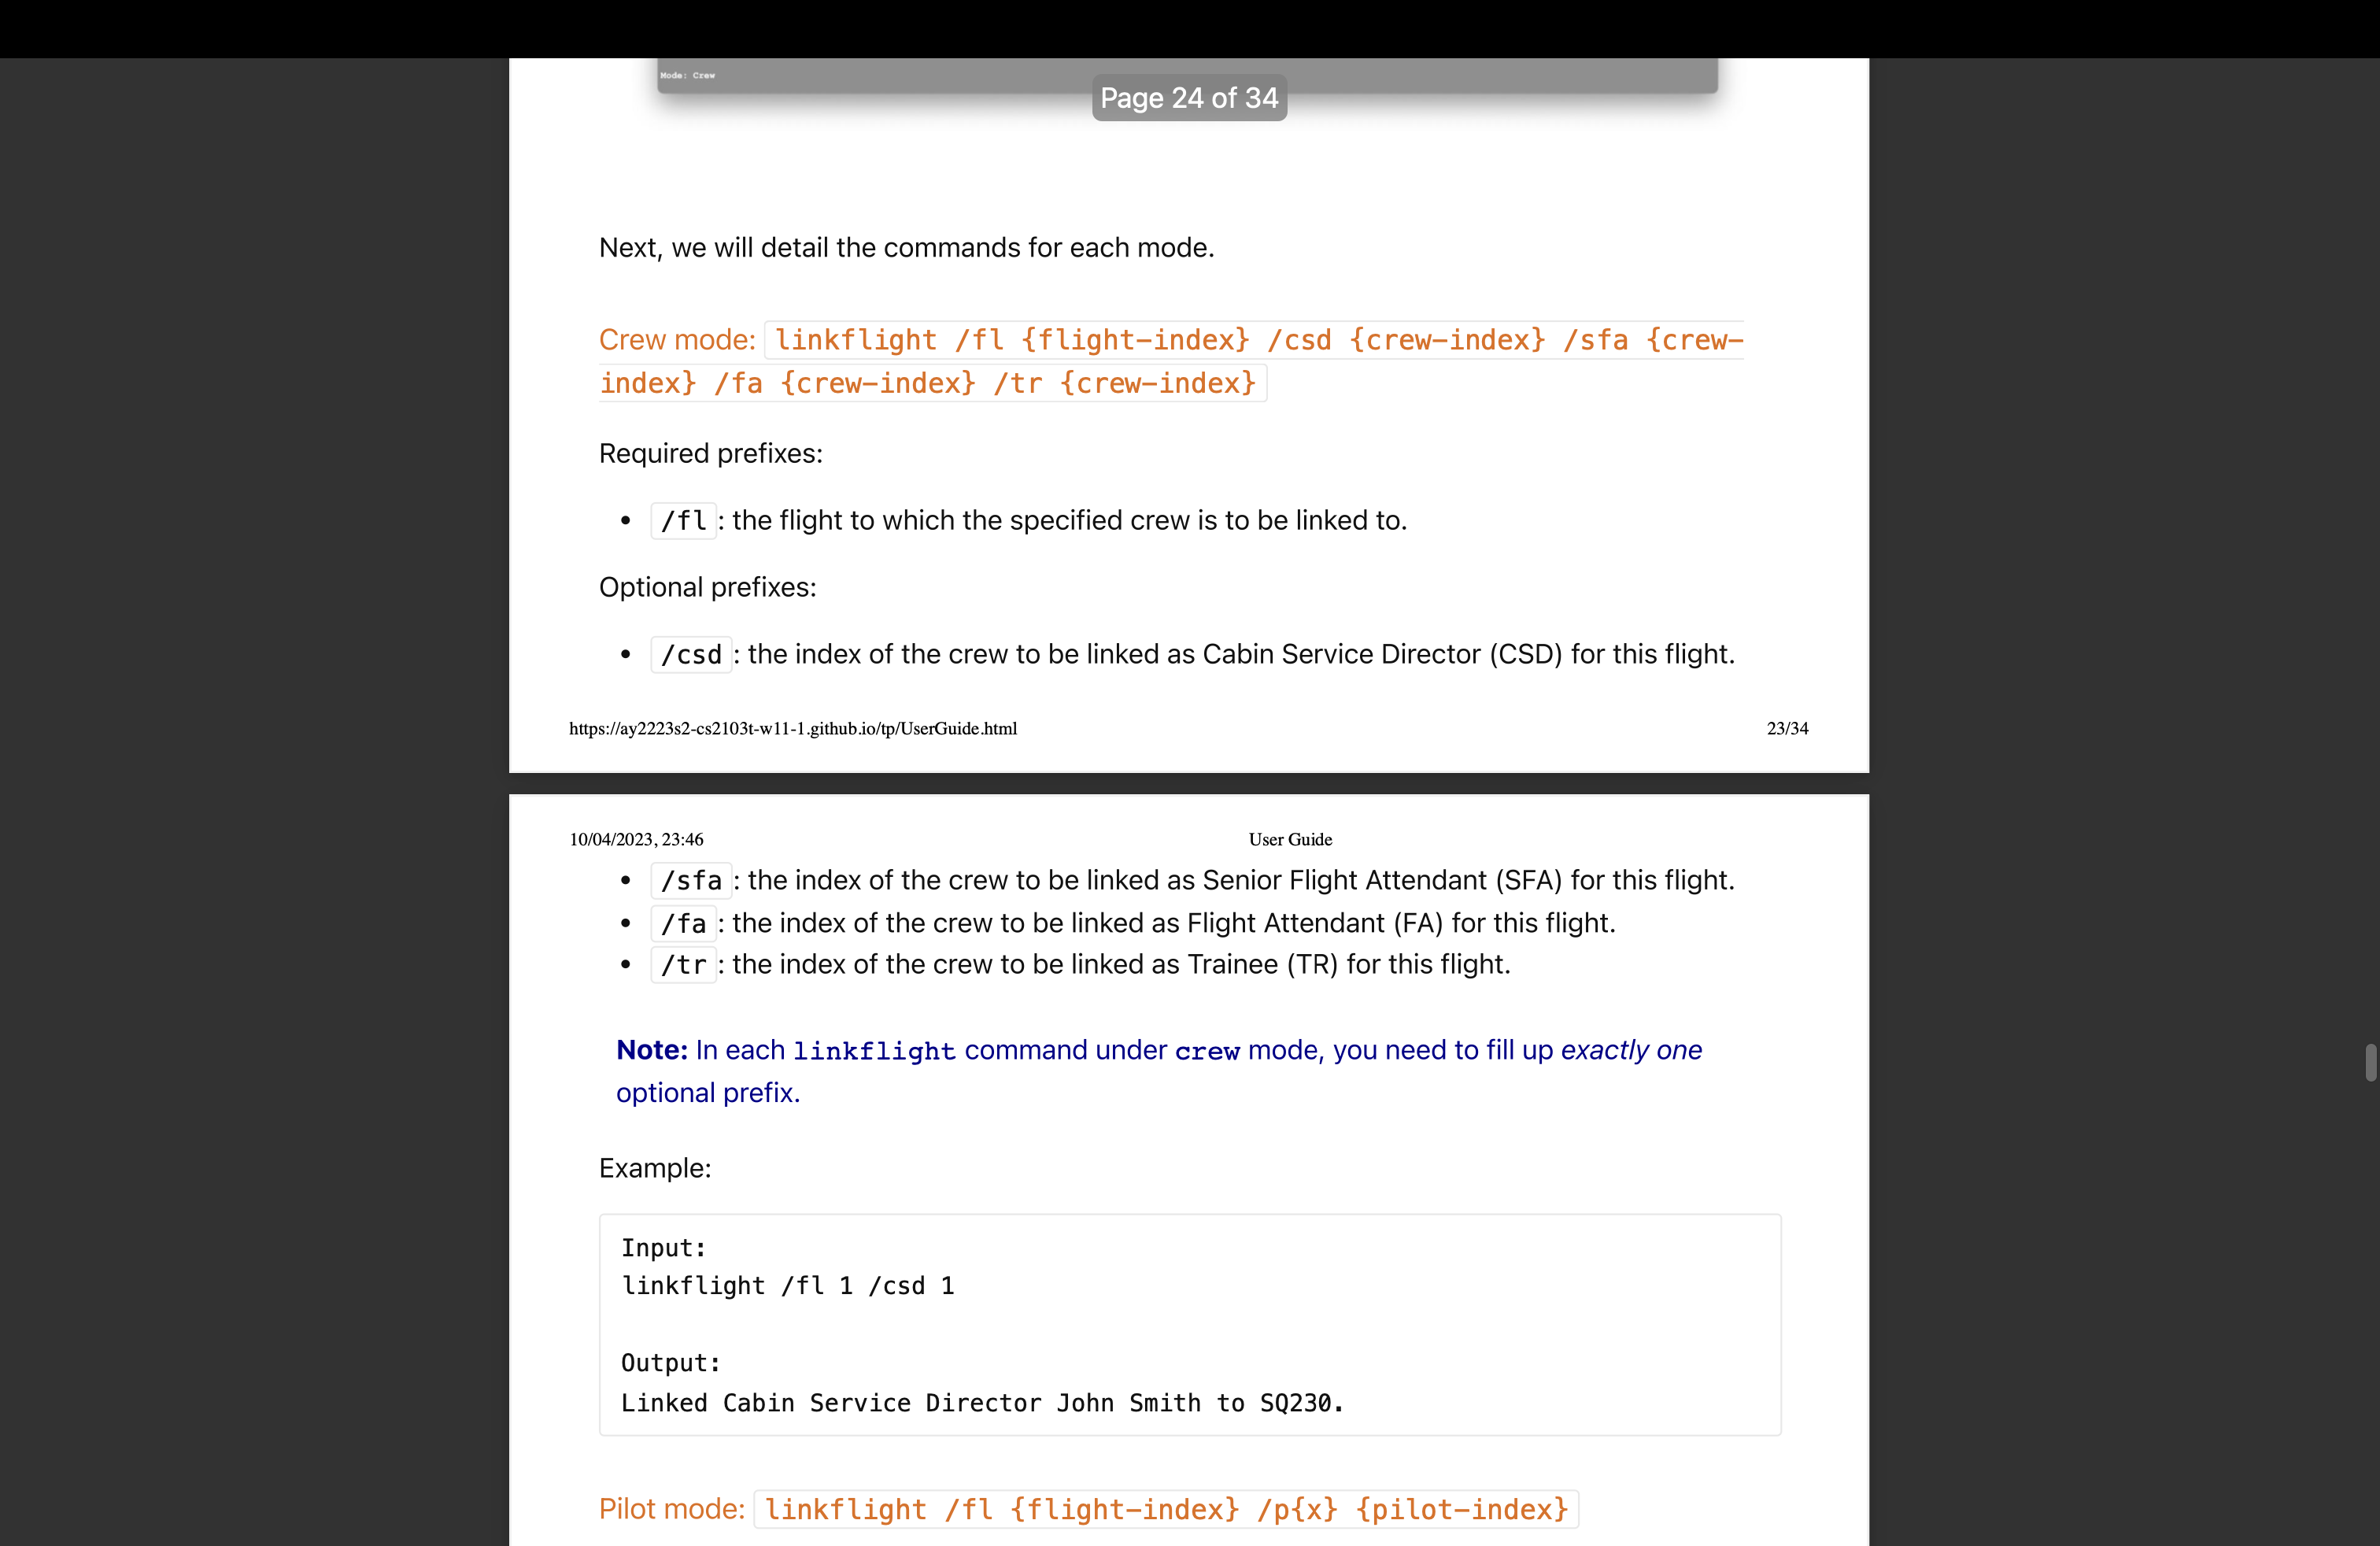 Mode: Crew
Page 24 of 34
Next, we will detail the commands for each mode.
Crew mode: linkflight /fl {flight-index} /csd {crew-index} /sfa {crew-
index} /fa {crew-index} /tr {crew-index}
Required prefixes:
• /fl : the flight to which the specified crew is to be linked to.
Optional prefixes:
• /csd : the index of the crew to be linked as Cabin Service Director (CSD) for this flight.
https://ay2223s2-cs2103t-w11-1.github.io/tp/UserGuide.html 23/34
10/04/2023, 23:46 User Guide
• /sfa : the index of the crew to be linked as Senior Flight Attendant (SFA) for this flight.
• /fa : the index of the crew to be linked as Flight Attendant (FA) for this flight.
• /tr : the index of the crew to be linked as Trainee (TR) for this flight.
Note: In each linkflight command under crew mode, you need to fill up exactly one
optional prefix.
Example:
Input:
linkflight /fl 1 /csd 1
Output:
Linked Cabin Service Director John Smith to SQ230.
Pilot mode: linkflight /fl {flight-index} /p{x} {pilot-index}